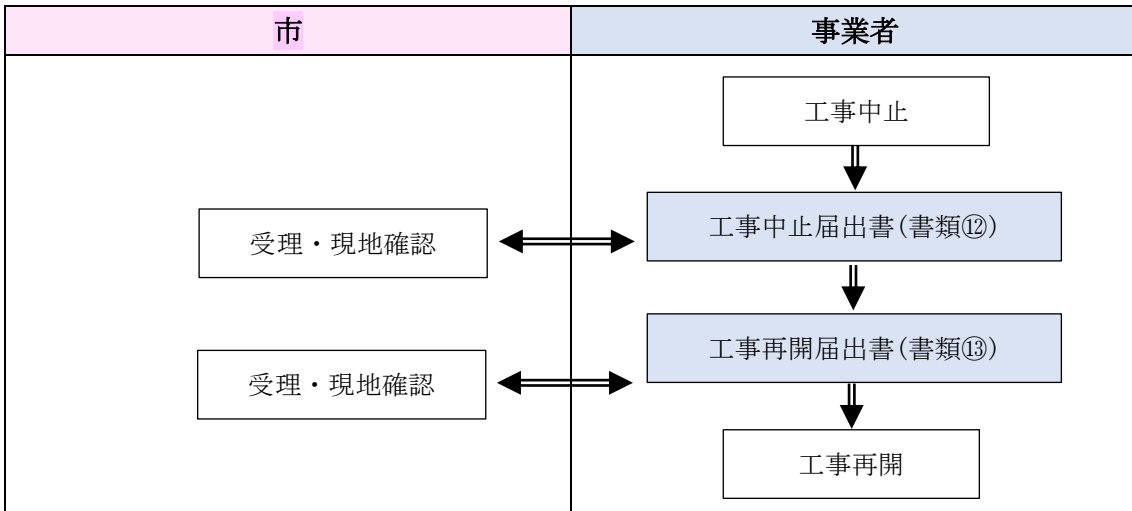 市
事業者
工事中止
工事中止届出書(書類⑫)
受理・現地確認
工事再開届出書(書類⑬)
受理・現地確認
工事再開